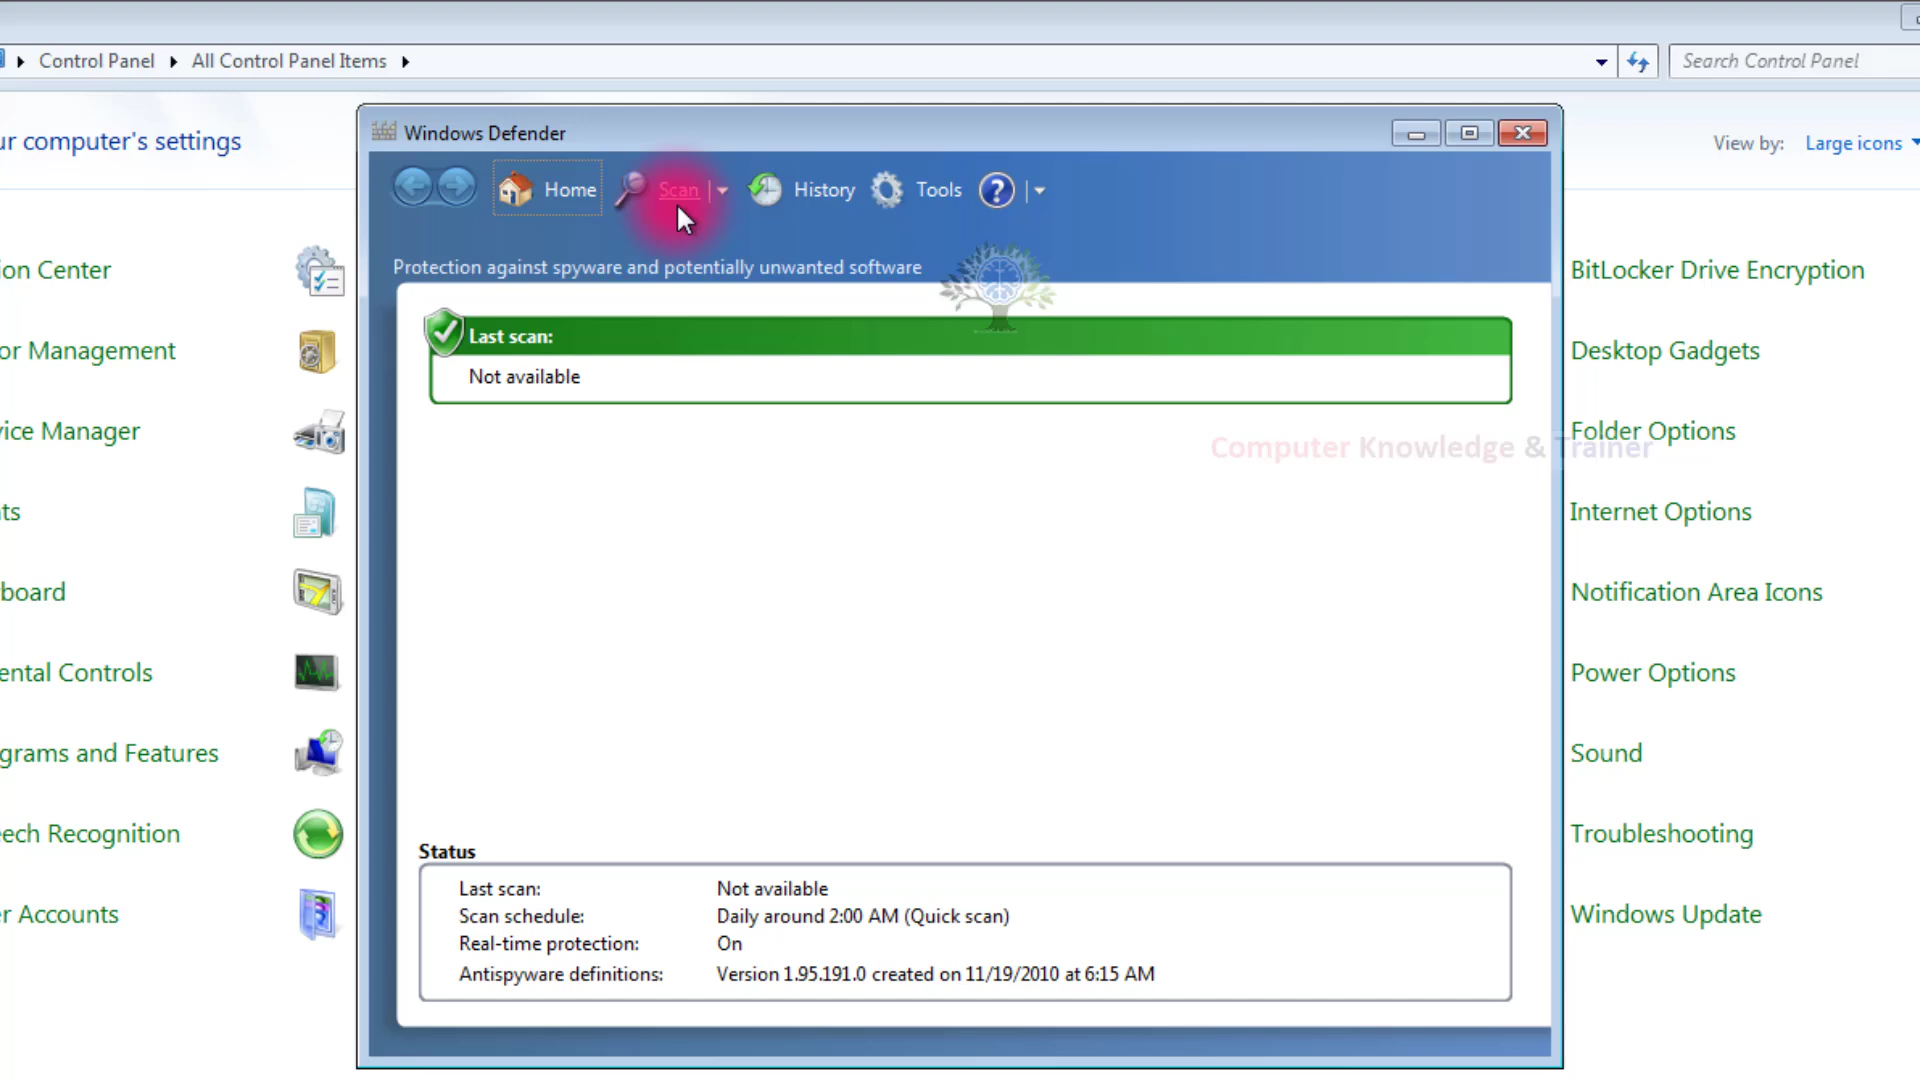 Control Panel
All Control Panel Items
Search Control Panel
ur computer's settings
View by:
Large icons
Windows Defender
Home
Scan
History
Tools
?
Protection against spyware and potentially unwanted software
Last scan:
Not available
Computer Knowledge & Trainer
ion Center
or Management
vice Manager
ts
board
ental Controls
grams and Features
eech Recognition
r Accounts
BitLocker Drive Encryption
Desktop Gadgets
Folder Options
Internet Options
Notification Area Icons
Power Options
Sound
Troubleshooting
Windows Update
Status
Last scan: Not available
Scan schedule: Daily around 2:00 AM (Quick scan)
Real-time protection: On
Antispyware definitions: Version 1.95.191.0 created on 11/19/2010 at 6:15 AM